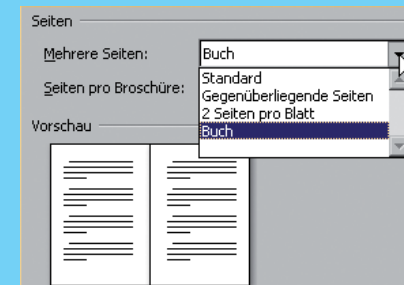 Seiten
Mehrere Seiten: Buch
Standard
Seiten pro Broschüre:
Gegenüberliegende Seiten
2 Seiten pro Blatt
Buch
Vorschau